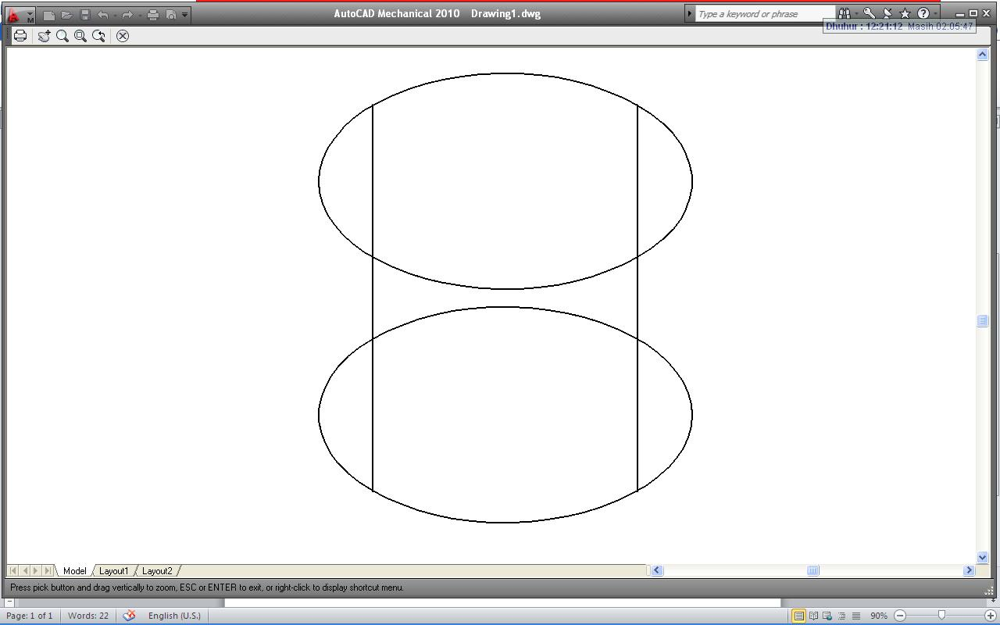 AutoCAD Mechanical 2010 Drawing1.dwg
Type a keyword or phrase
Dhuhur : 12:21:12 Masih 02:05:47
Model Layout1 Layout2
Press pick button and drag vertically to zoom, ESC or ENTER to exit, or right-click to display shortcut menu.
Page: 1 of 1 Words: 22 English (U.S.) 90%